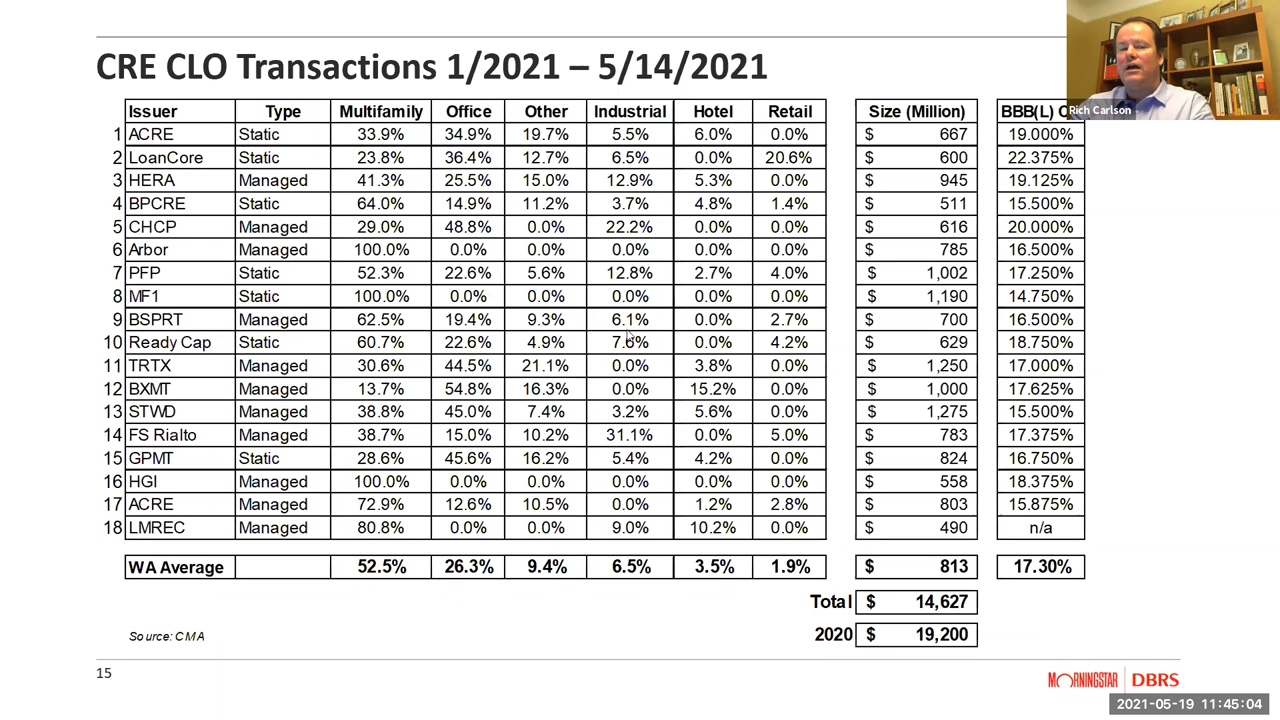 CRE CLO Transactions 1/2021 – 5/14/2021
Rich Carlson
Issuer Type Multifamily Office Other Industrial Hotel Retail Size (Million) BBB(L)
1 ACRE Static 33.9% 34.9% 19.7% 5.5% 6.0% 0.0% $ 667 19.000%
2 LoanCore Static 23.8% 36.4% 12.7% 6.5% 0.0% 20.6% $ 600 22.375%
3 HERA Managed 41.3% 25.5% 15.0% 12.9% 5.3% 0.0% $ 945 19.125%
4 BPCRE Static 64.0% 14.9% 11.2% 3.7% 4.8% 1.4% $ 511 15.500%
5 CHCP Managed 29.0% 48.8% 0.0% 22.2% 0.0% 0.0% $ 616 20.000%
6 Arbor Managed 100.0% 0.0% 0.0% 0.0% 0.0% 0.0% $ 785 16.500%
7 PFP Static 52.3% 22.6% 5.6% 12.8% 2.7% 4.0% $ 1,002 17.250%
8 MF1 Static 100.0% 0.0% 0.0% 0.0% 0.0% 0.0% $ 1,190 14.750%
9 BSPRT Managed 62.5% 19.4% 9.3% 6.1% 0.0% 2.7% $ 700 16.500%
10 Ready Cap Static 60.7% 22.6% 4.9% 0.0% 4.2% $ 629 18.750%
11 TRTX Managed 30.6% 44.5% 21.1% 0.0% 3.8% 0.0% $ 1,250 17.000%
12 BXMT Managed 13.7% 54.8% 16.3% 0.0% 15.2% 0.0% $ 1,000 17.625%
13 STWD Managed 38.8% 45.0% 7.4% 3.2% 5.6% 0.0% $ 1,275 15.500%
14 FS Rialto Managed 38.7% 15.0% 10.2% 31.1% 0.0% 5.0% $ 783 17.375%
15 GPMT Static 28.6% 45.6% 16.2% 5.4% 4.2% 0.0% $ 824 16.750%
16 HGI Managed 100.0% 0.0% 0.0% 0.0% 0.0% 0.0% $ 558 18.375%
17 ACRE Managed 72.9% 12.6% 10.5% 0.0% 1.2% 2.8% $ 803 15.875%
18 LMREC Managed 80.8% 0.0% 0.0% 9.0% 10.2% 0.0% $ 490 n/a
WA Average 52.5% 26.3% 9.4% 6.5% 3.5% 1.9% $ 813 17.30%
Total $ 14,627
Source: CMA 2020 $ 19,200
15
MORNINGSTAR DBRS
2021-05-19 11:45:04